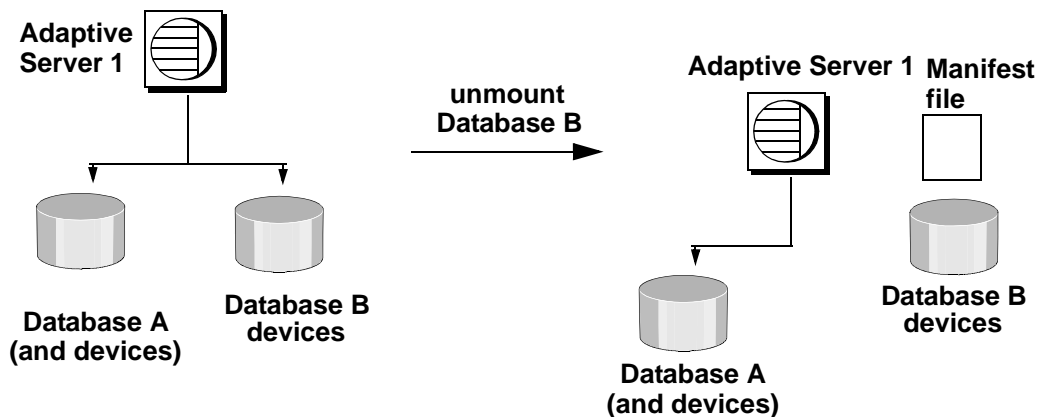 Adaptive
Server 1
Database A
(and devices)
Database B
devices
unmount
Database B
Adaptive Server 1
Manifest
file
Database A
(and devices)
Database B
devices